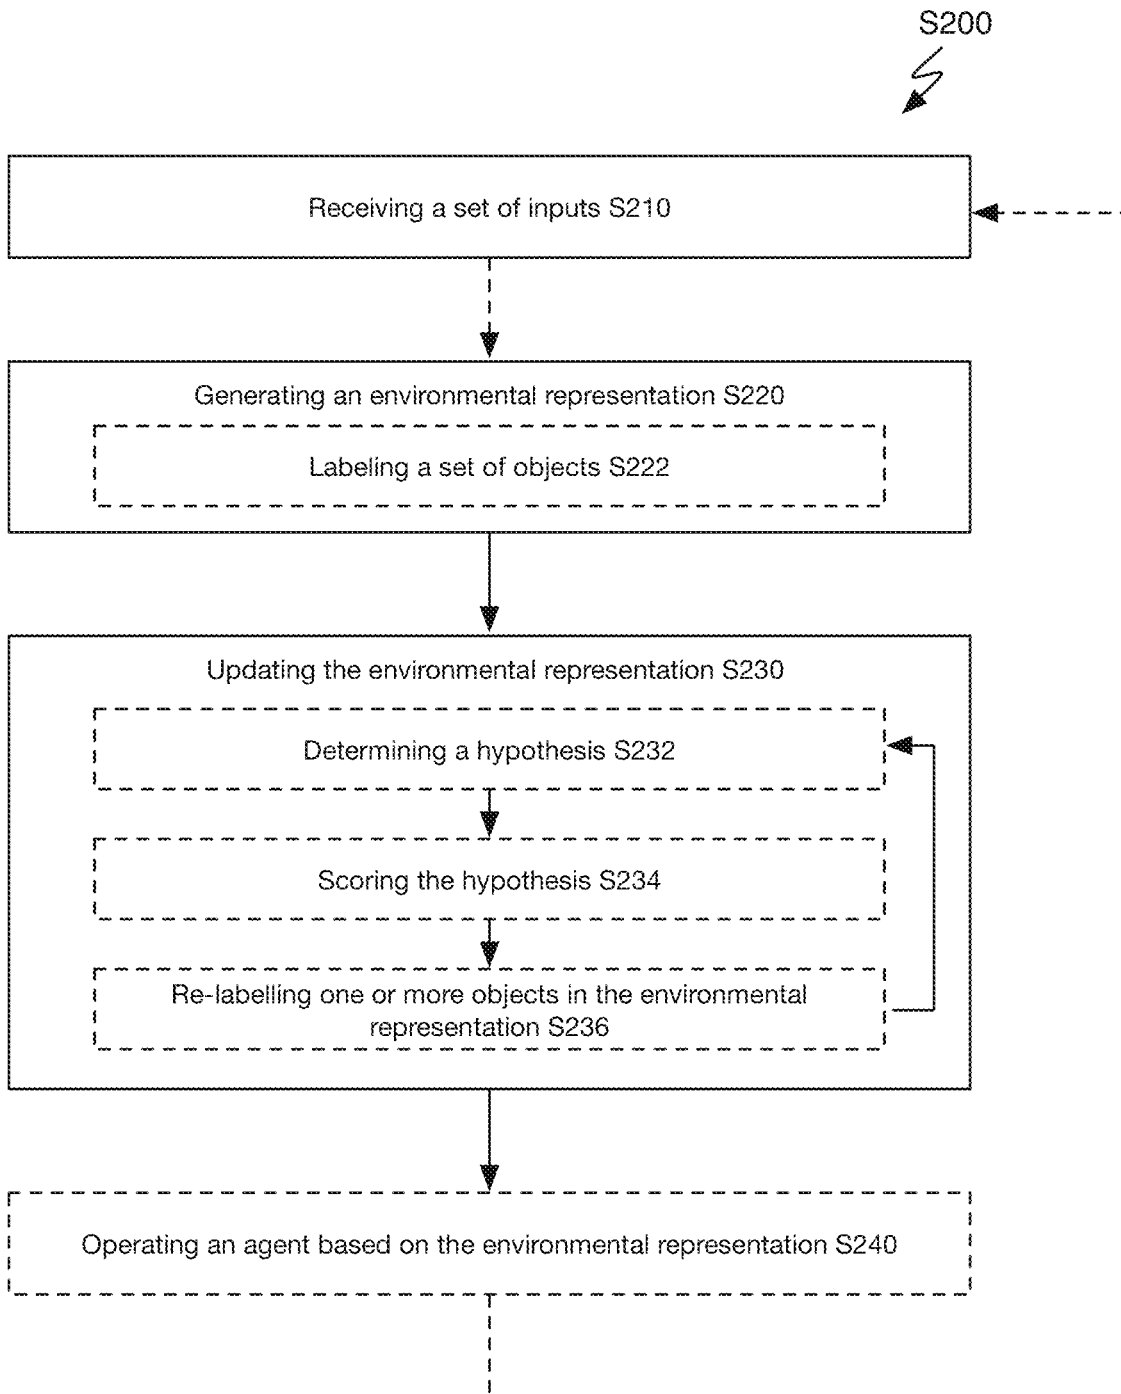 S200
Receiving a set of inputs S210
Generating an environmental representation S220
Labeling a set of objects S222
Updating the environmental representation S230
Determining a hypothesis S232
Scoring the hypothesis S234
Re-labelling one or more objects in the environmental
representation S236
Operating an agent based on the environmental representation S240